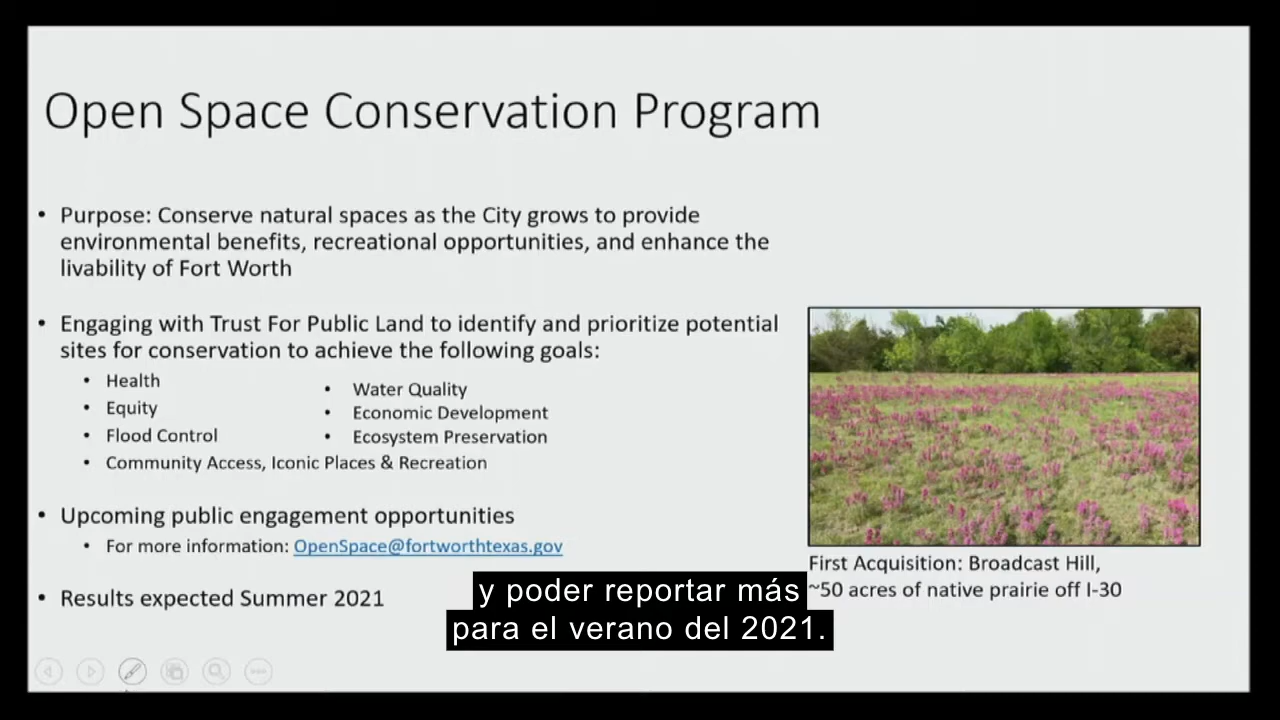 Open Space Conservation Program
• Purpose: Conserve natural spaces as the City grows to provide
environmental benefits, recreational opportunities, and enhance the
livability of Fort Worth
• Engaging with Trust For Public Land to identify and prioritize potential
sites for conservation to achieve the following goals:
• Health
• Equity
• Flood Control
• Community Access, Iconic Places & Recreation
• Water Quality
• Economic Development
• Ecosystem Preservation
• Upcoming public engagement opportunities
• For more information: OpenSpace@fortworthtexas.gov
• Results expected Summer 2021
First Acquisition: Broadcast Hill,
~50 acres of native prairie off I-30
y poder reportar más
para el verano del 2021.